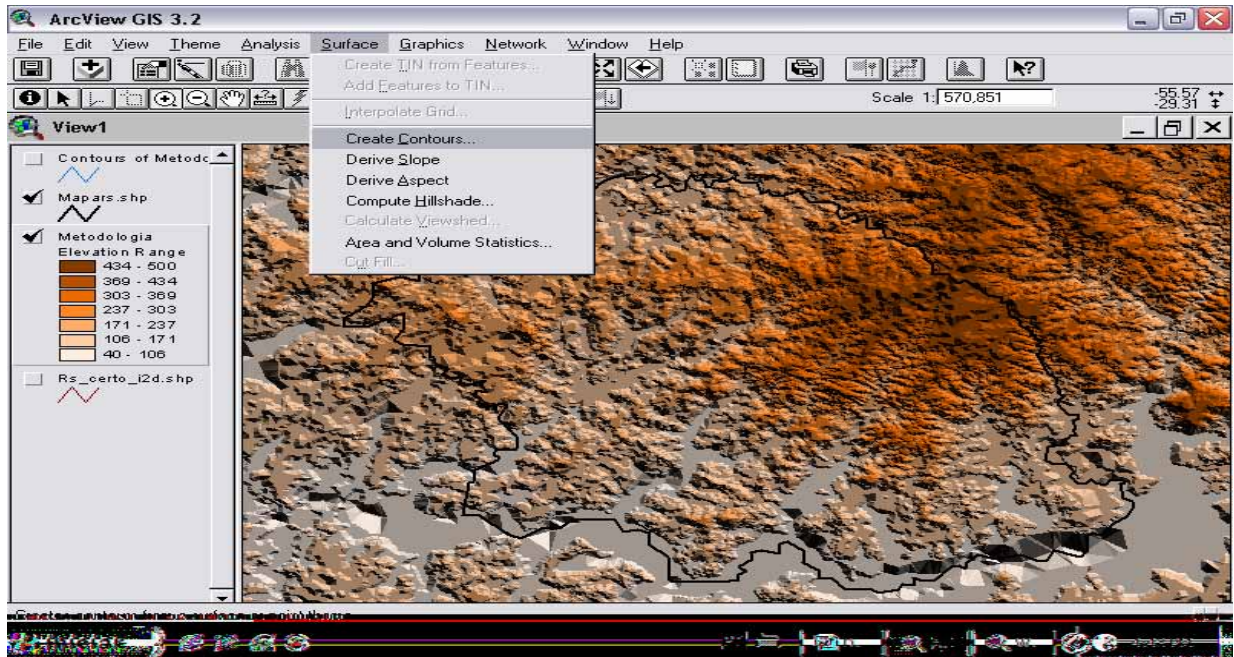 ArcView GIS 3.2
File Edit View Theme Analysis Surface Graphics Network Window Help
Scale 1: 570,851
-55.57
-29.31
View1
Create TIN from Features...
Add Features to TIN...
Interpolate Grid...
Create Contours...
Derive Slope
Derive Aspect
Compute Hillshade...
Calculate Viewshed...
Area and Volume Statistics...
Cut Fill...
Contours of Metodc
Mapars.shp
Metodologia
Elevation Range
434 - 500
369 - 434
303 - 369
237 - 303
171 - 237
106 - 171
40 - 106
Rs_certo_i2d.shp